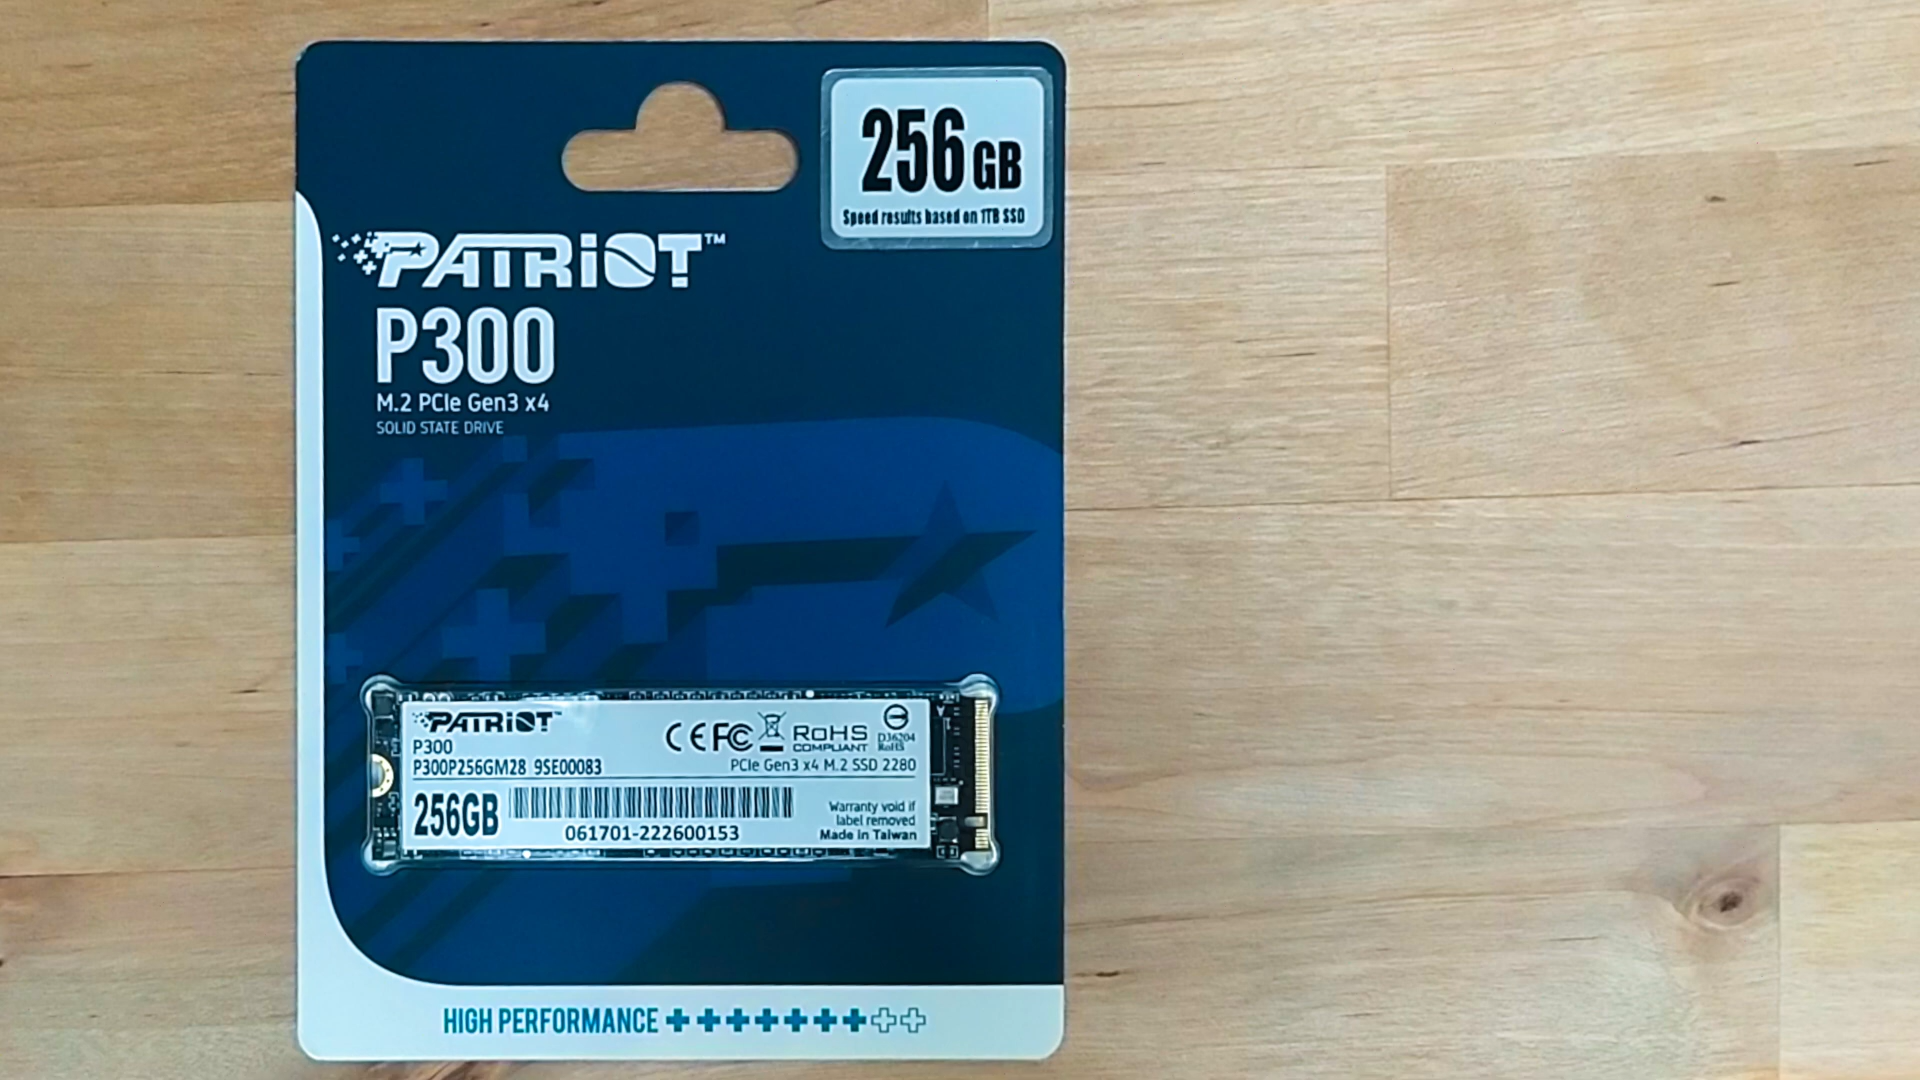 256 GB
Speed results based on 1TB SSD
PATRiOT™
P300
M.2 PCIe Gen3 x4
SOLID STATE DRIVE
PATRiOT™
P300
P300P256GM28 9SE00083
CE FC RoHS
COMPLIANT
D36204
RoHS
PCIe Gen3 x4 M.2 SSD 2280
256GB
061701-222600153
Warranty void if
label removed
Made in Taiwan
HIGH PERFORMANCE